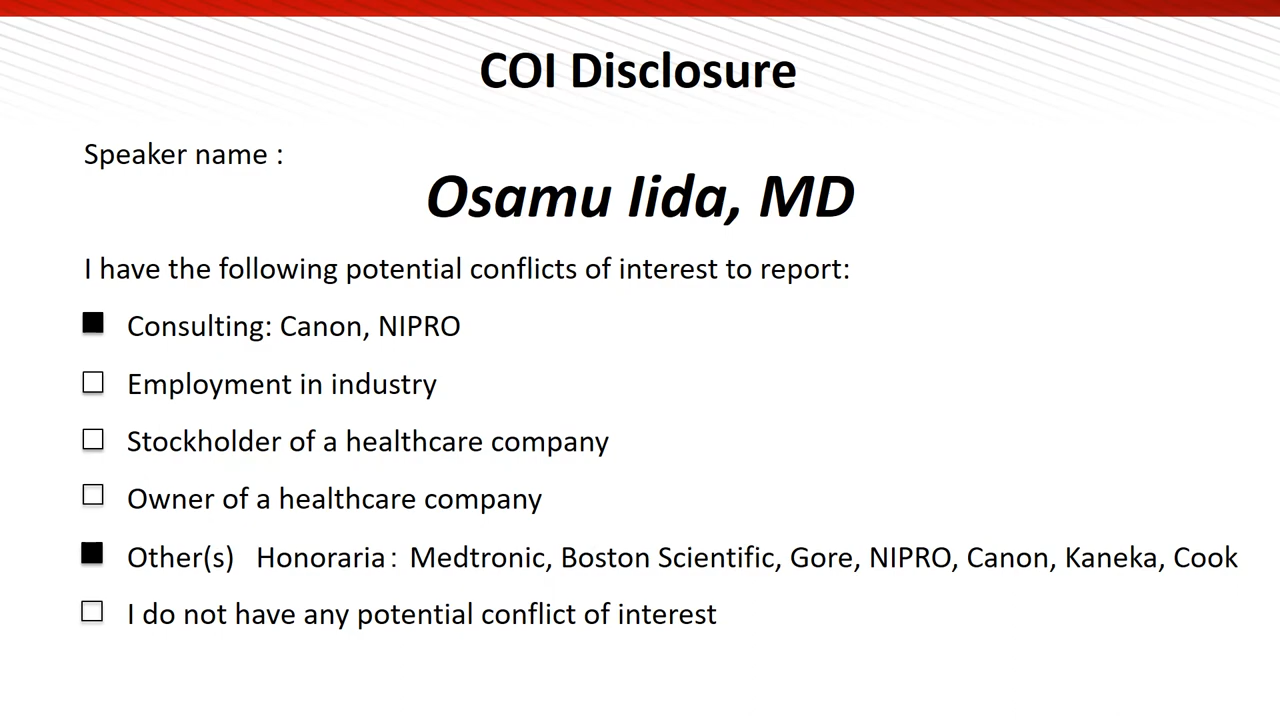 COI Disclosure
Speaker name :
Osamu Iida, MD
I have the following potential conflicts of interest to report:
■ Consulting: Canon, NIPRO
□ Employment in industry
□ Stockholder of a healthcare company
□ Owner of a healthcare company
■ Other(s) Honoraria : Medtronic, Boston Scientific, Gore, NIPRO, Canon, Kaneka, Cook
□ I do not have any potential conflict of interest